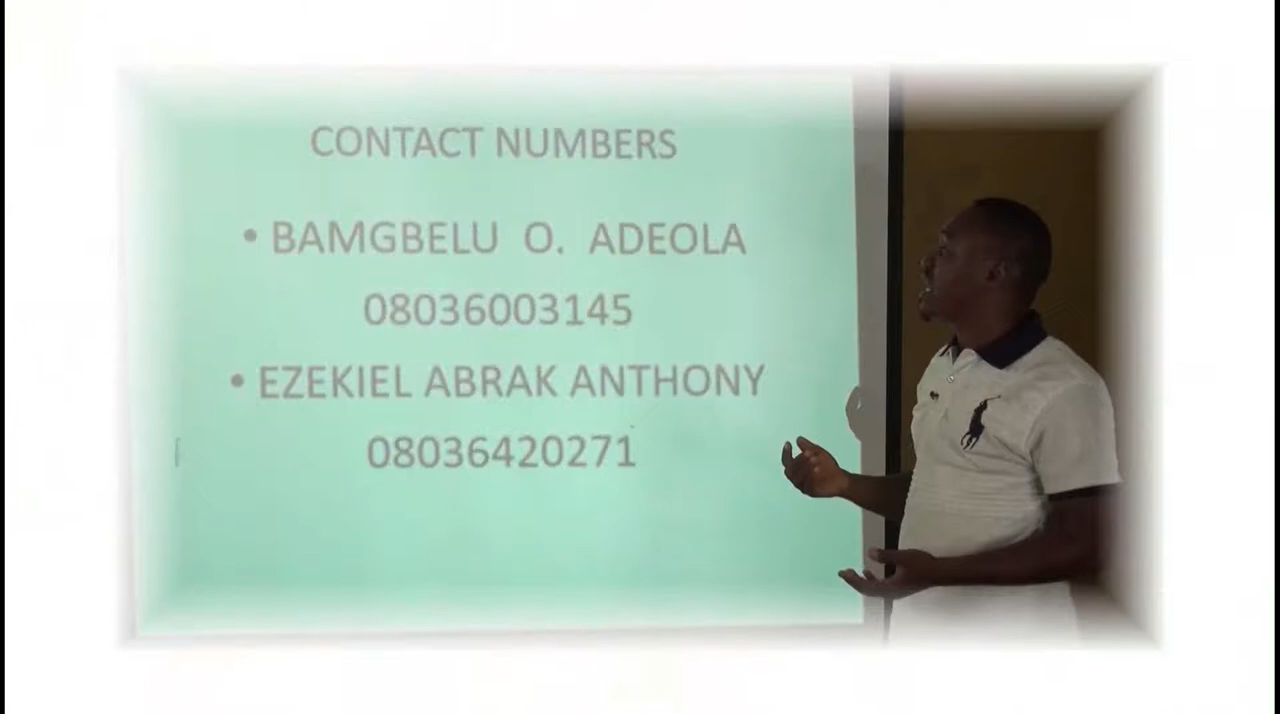 CONTACT NUMBERS
• BAMGBELU O. ADEOLA
08036003145
• EZEKIEL ABRAK ANTHONY
08036420271